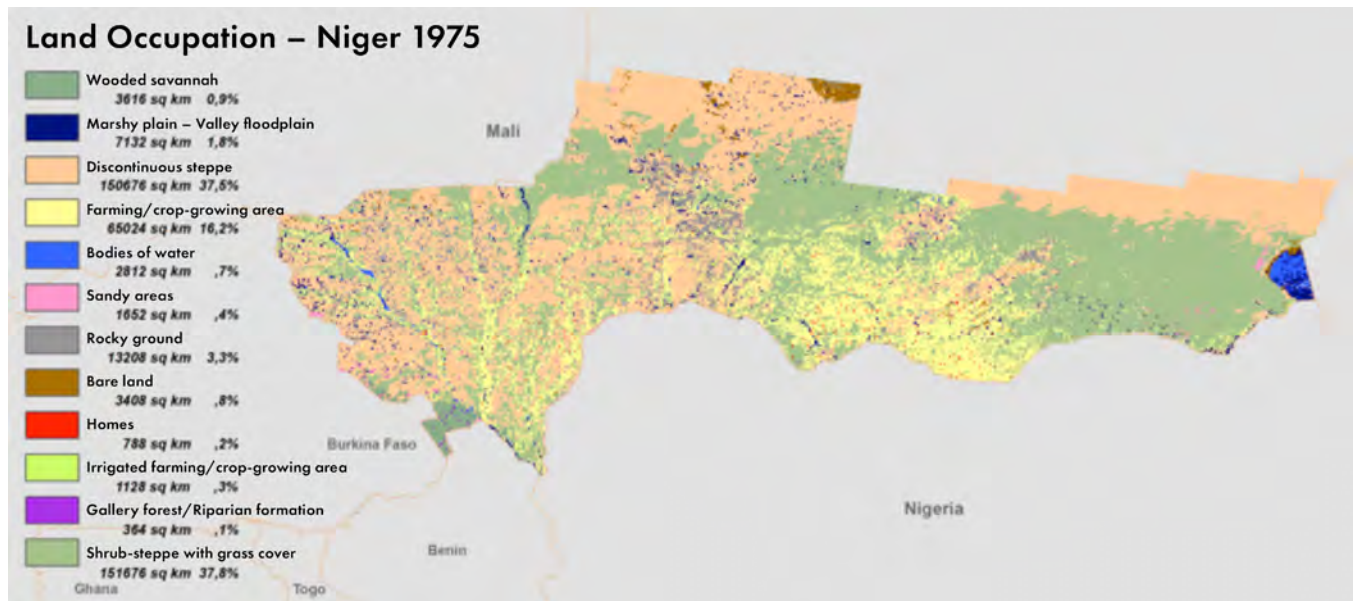 Land Occupation – Niger 1975
Wooded savannah
3616 sq km 0,9%
Marshy plain – Valley floodplain
7132 sq km 1,8%
Discontinuous steppe
150676 sq km 37,5%
Farming/crop-growing area
65024 sq km 16,2%
Bodies of water
2812 sq km ,7%
Sandy areas
1652 sq km ,4%
Rocky ground
13208 sq km 3,3%
Bare land
3408 sq km ,8%
Homes
788 sq km ,2%
Irrigated farming/crop-growing area
1128 sq km ,3%
Gallery forest/Riparian formation
364 sq km ,1%
Shrub-steppe with grass cover
151676 sq km 37,8%
Mali
Burkina Faso
Nigeria
Benin
Ghana
Togo